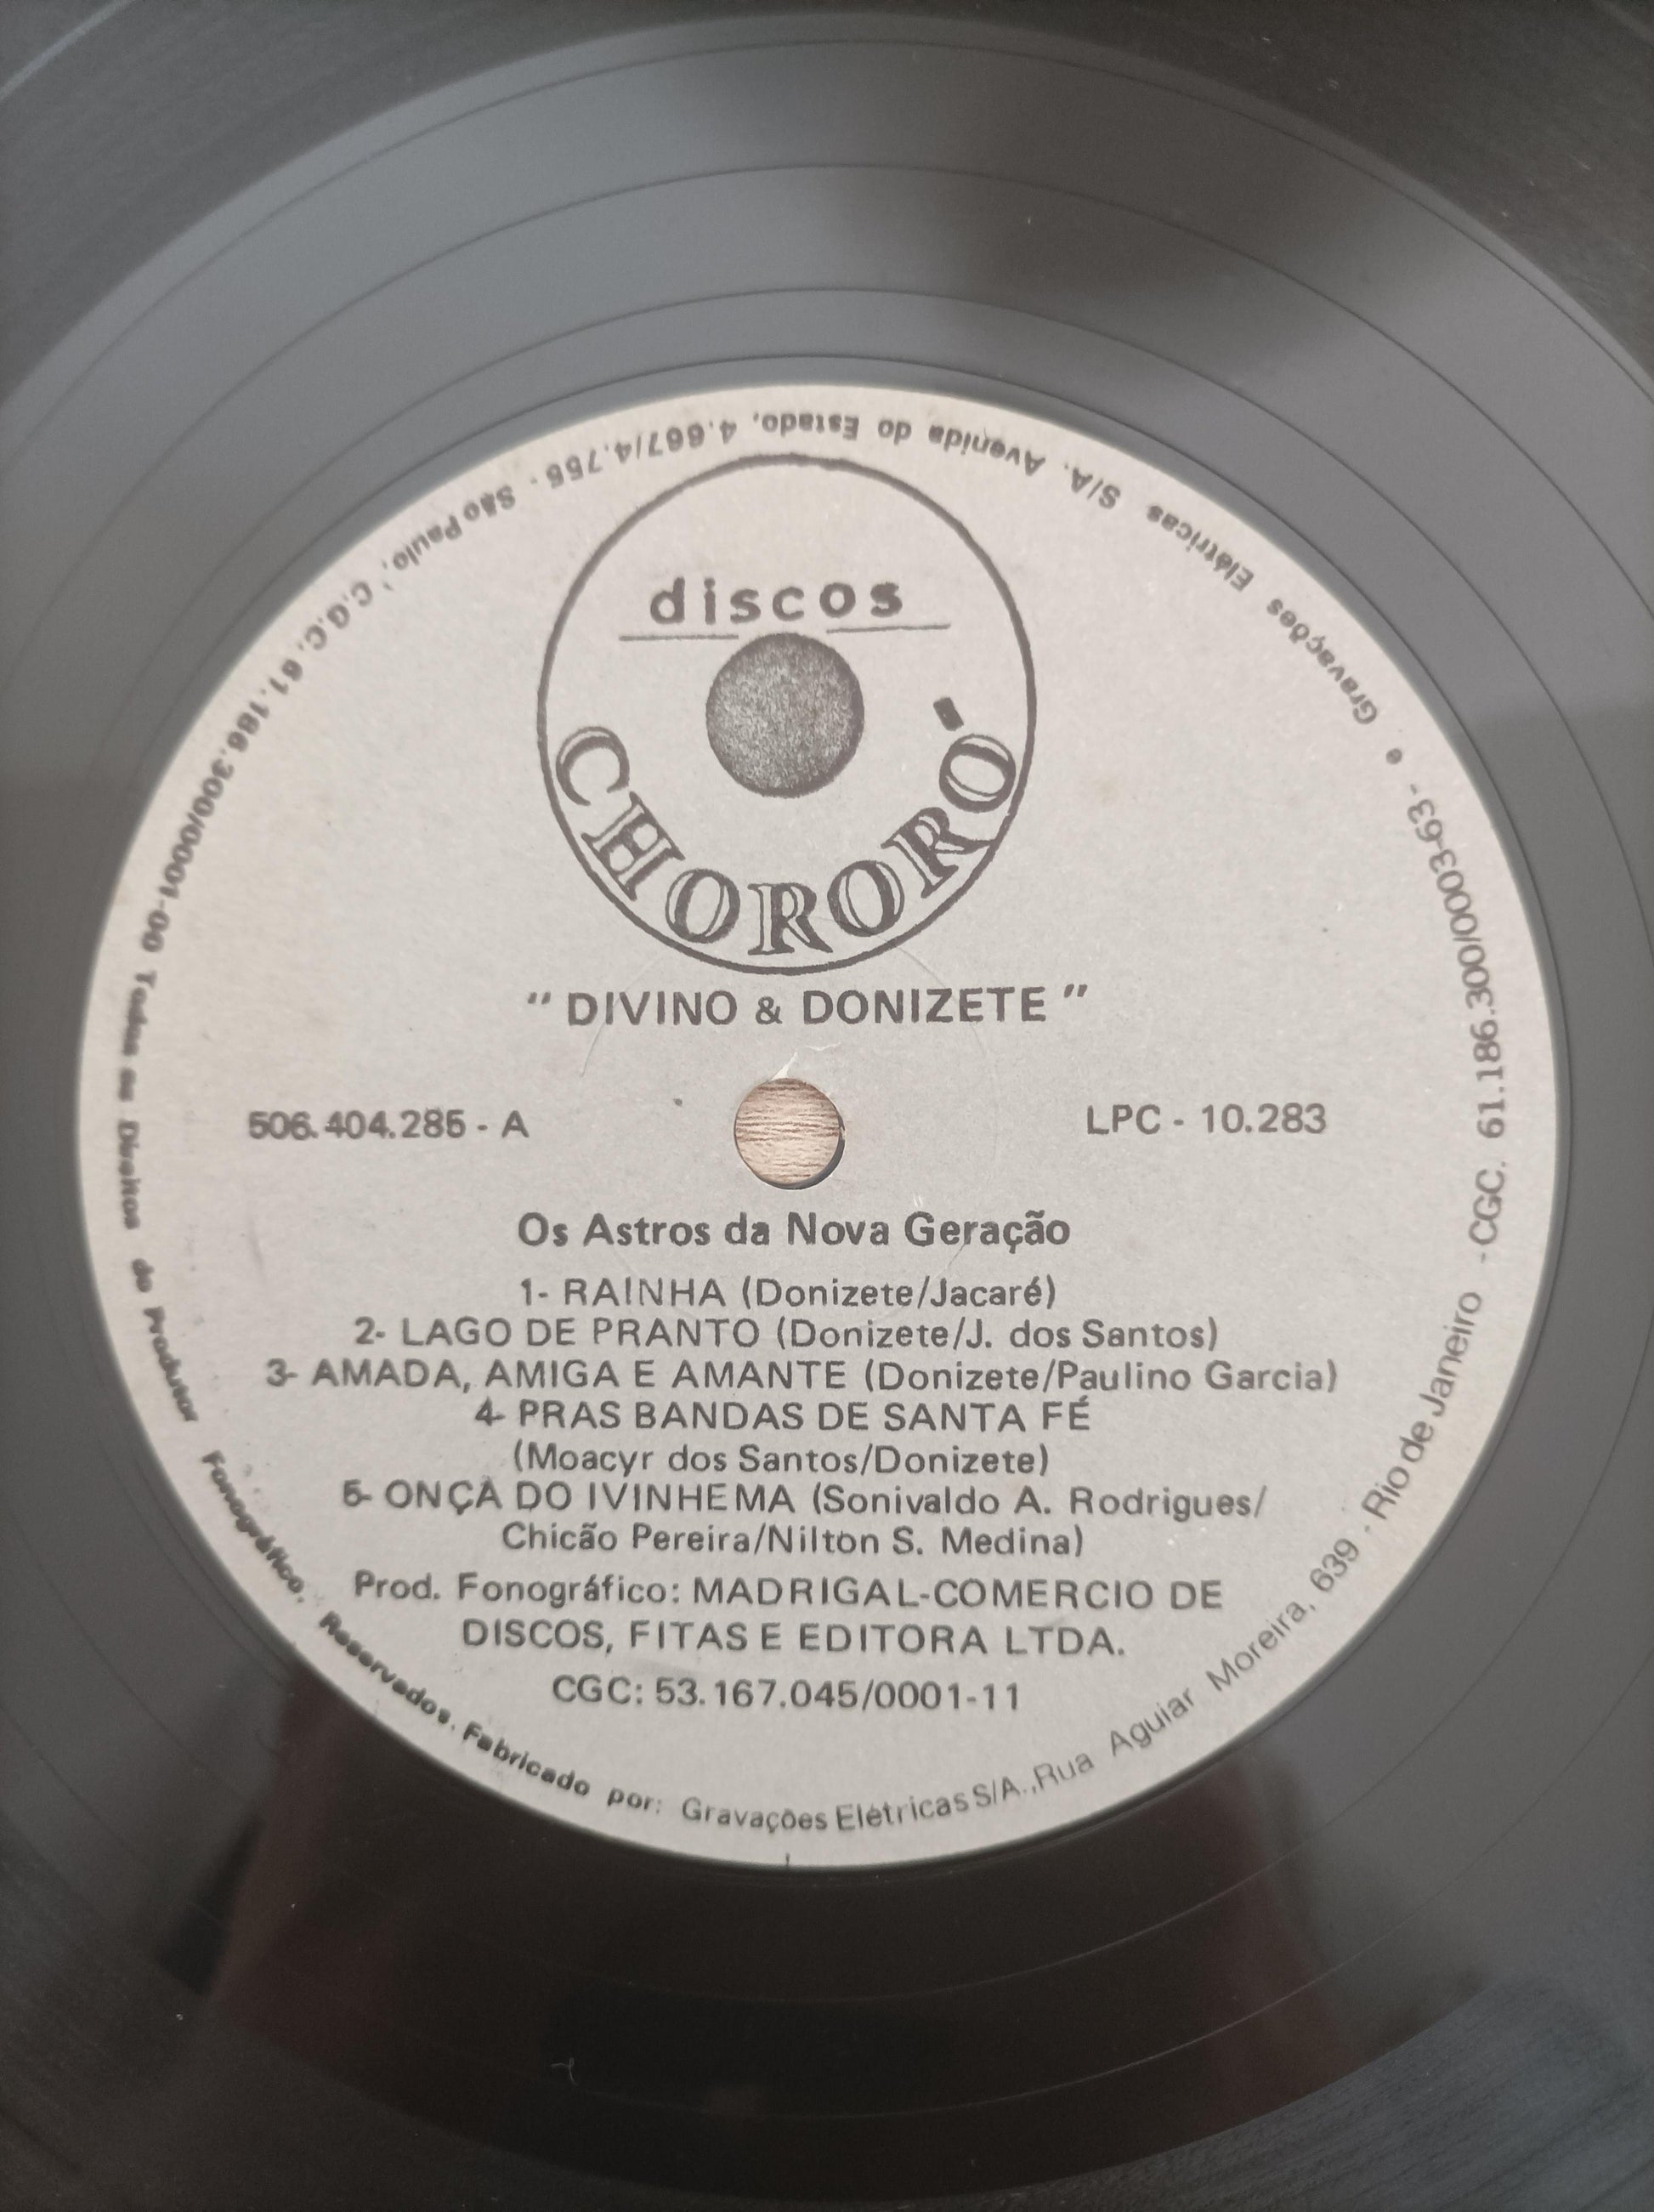 discos
CHORORÓ
" DIVINO & DONIZETE "
506.404.285 - A
LPC - 10.283
Os Astros da Nova Geração
1- RAINHA (Donizete/Jacaré)
2- LAGO DE PRANTO (Donizete/J. dos Santos)
3- AMADA, AMIGA E AMANTE (Donizete/Paulino Garcia)
4- PRAS BANDAS DE SANTA FÉ
(Moacyr dos Santos/Donizete)
5- ONÇA DO IVINHEMA (Sonivaldo A. Rodrigues/
Chicão Pereira/Nilton S. Medina)
Prod. Fonográfico: MADRIGAL-COMERCIO DE
DISCOS, FITAS E EDITORA LTDA.
CGC: 53.167.045/0001-11
Todos os Direitos do Produtor Fonográfico. Reservados. Fabricado por: Gravações Elétricas S/A.,Rua Aguiar Moreira, 639 - Rio de Janeiro - CGC. 61.186.300/0003-63 - e Gravações Elétricas S/A. Avenida do Estado, 4.667/4.756 - São Paulo, C.G.C. 61.186.300/0001-00